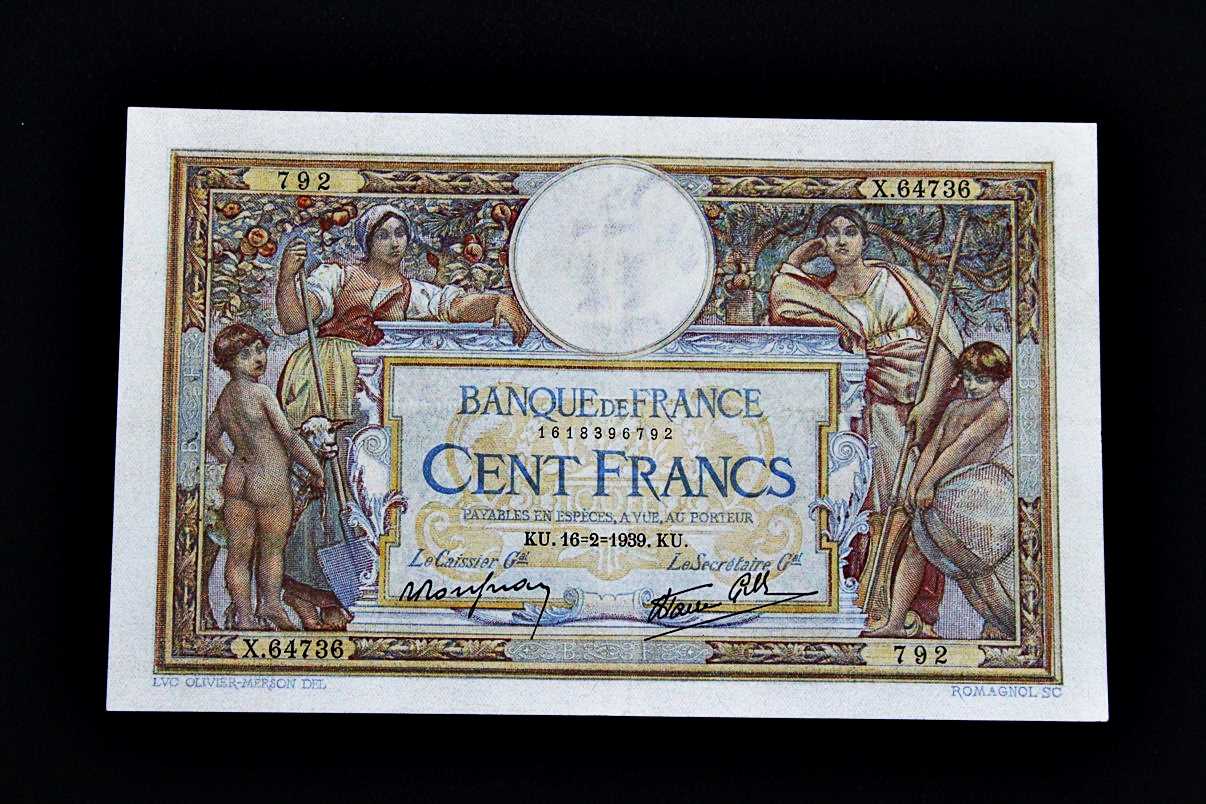 792
X.64736
BANQUE DE FRANCE
1618396792
CENT FRANCS
PAYABLES EN ESPÈCES, A VUE, AU PORTEUR
KU. 16=2=1939. KU.
Le Caissier Gal
Le Secrétaire Gal
X.64736
792
LVC OLIVIER-MERSON DEL
ROMAGNOL SC